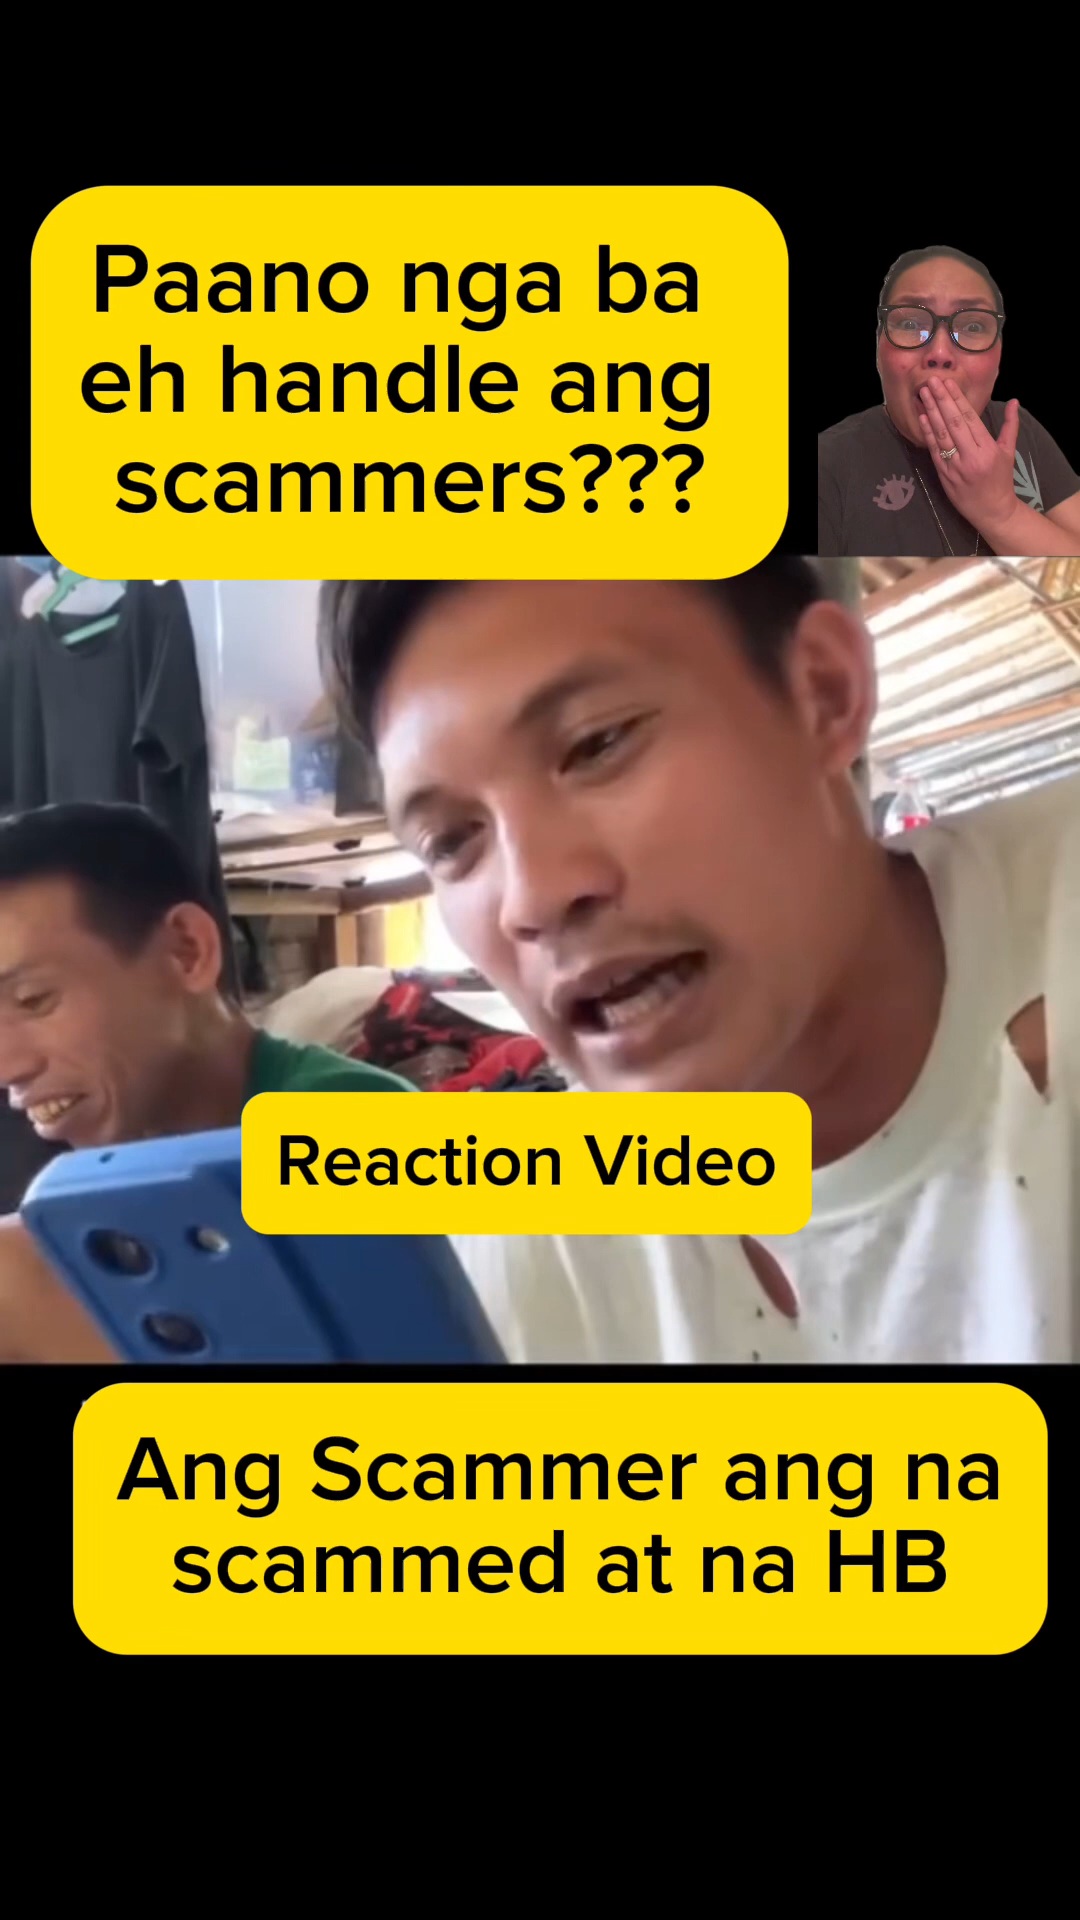 Paano nga ba
eh handle ang
scammers???
Reaction Video
Ang Scammer ang na
scammed at na HB